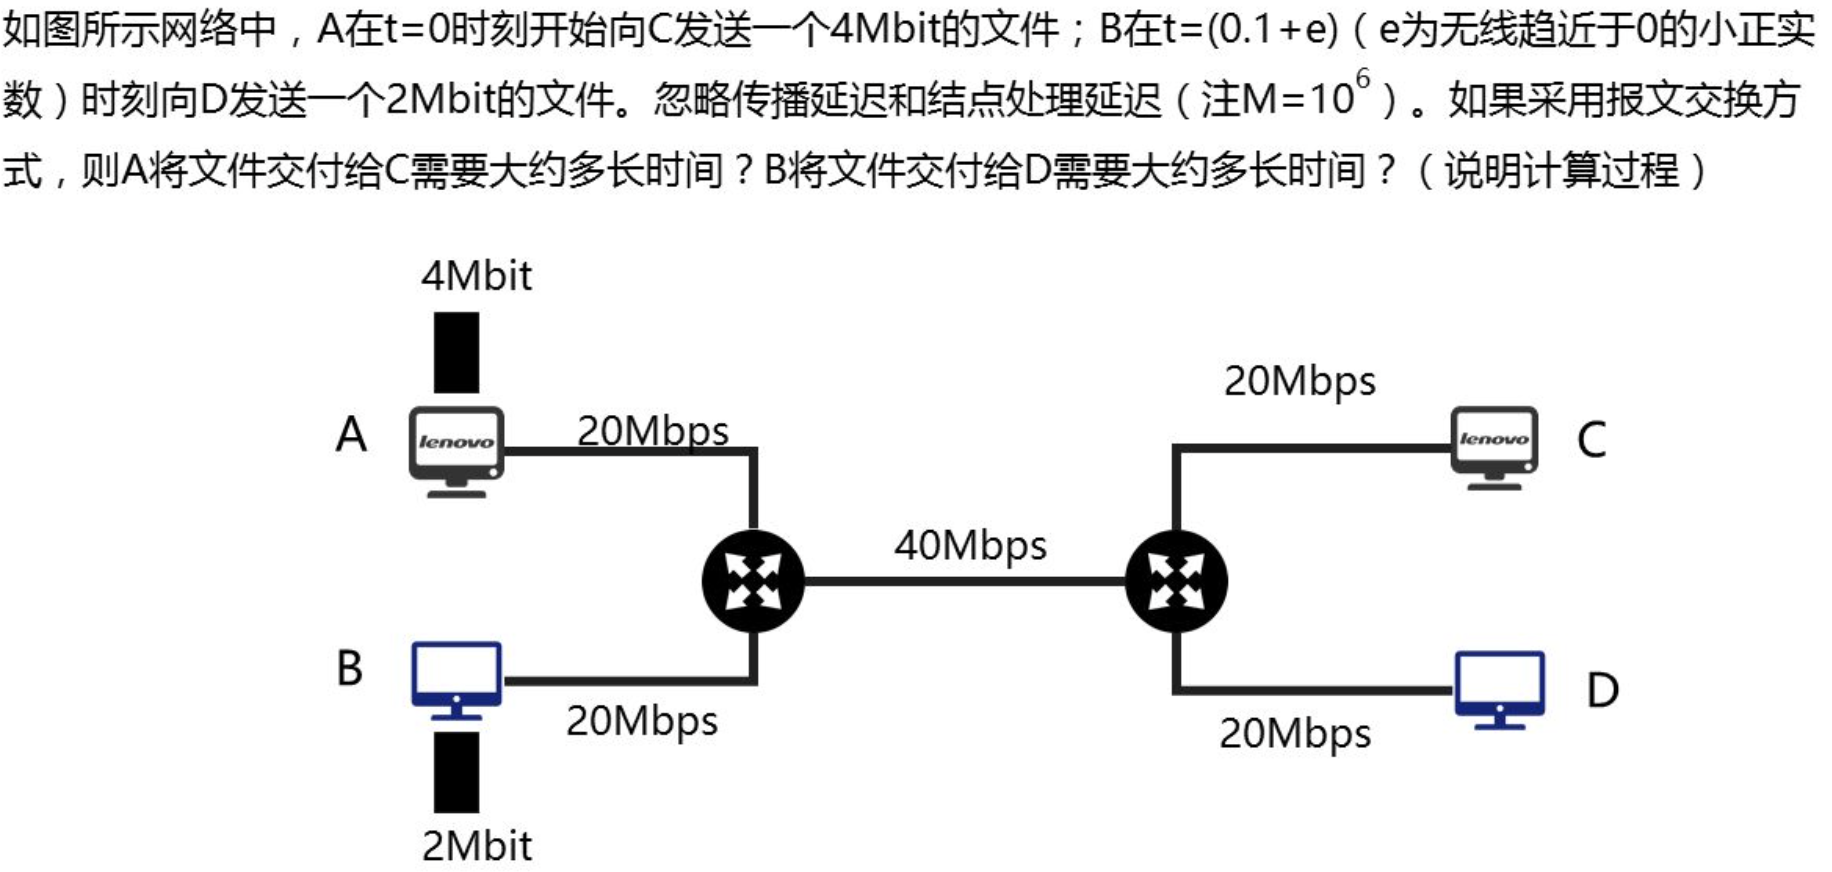 如图所示网络中，A在t=0时刻开始向C发送一个4Mbit的文件；B在t=(0.1+e)（e为无线趋近于0的小正实
数）时刻向D发送一个2Mbit的文件。忽略传播延迟和结点处理延迟（注M=10⁶）。如果采用报文交换方
式，则A将文件交付给C需要大约多长时间？B将文件交付给D需要大约多长时间？（说明计算过程）
4Mbit
20Mbps
A
lenovo
20Mbps
lenovo
C
40Mbps
B
20Mbps
D
20Mbps
2Mbit